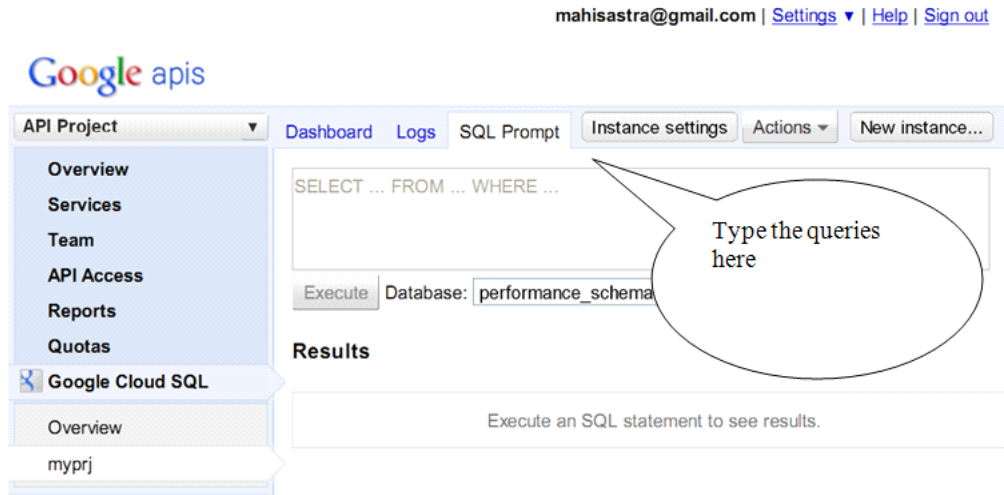 mahisastra@gmail.com | Settings ▼ | Help | Sign out
Google apis
API Project ▼
Dashboard Logs SQL Prompt Instance settings Actions New instance...
Overview
Services
Team
API Access
Reports
Quotas
Google Cloud SQL
Overview
myprj
SELECT ... FROM ... WHERE ...
Type the queries
here
Execute Database: performance_schema
Results
Execute an SQL statement to see results.